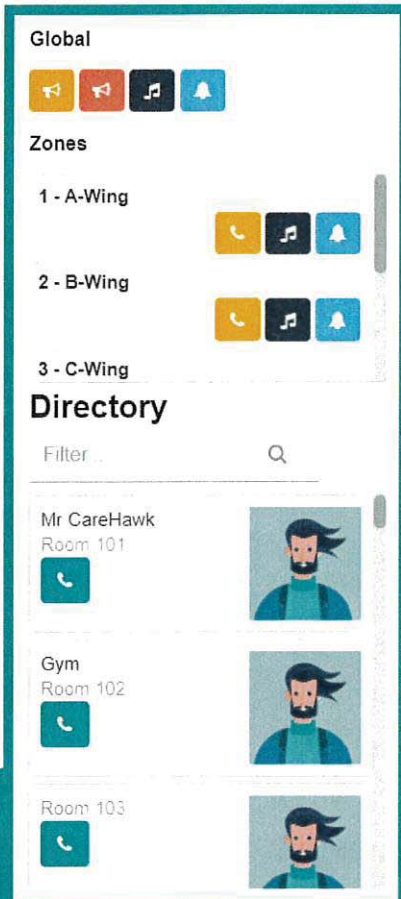 Global
Zones
1 - A-Wing
2 - B-Wing
3 - C-Wing
Directory
Filter ..
Mr CareHawk
Room 101
Gym
Room 102
Room 103